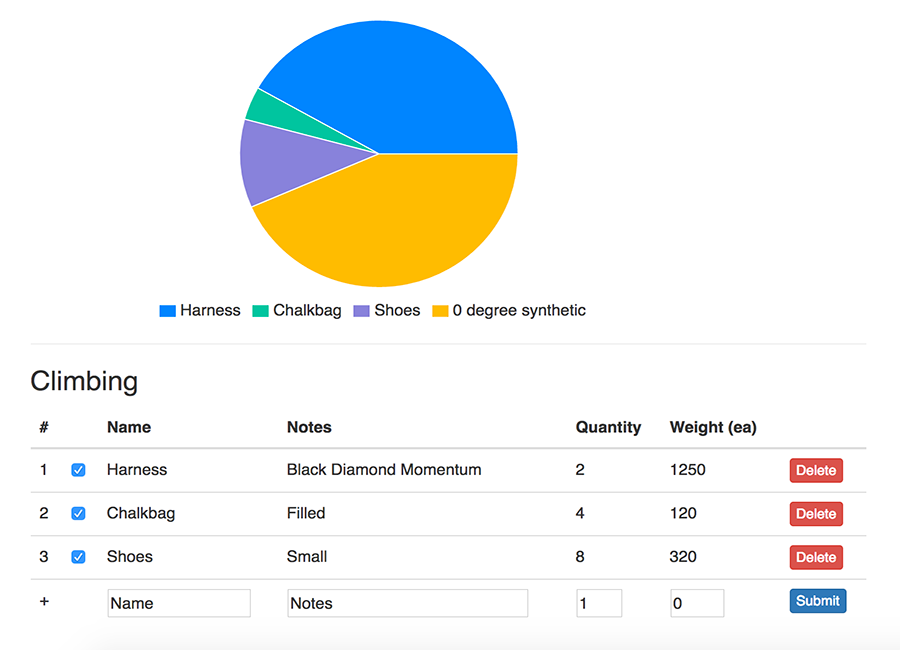 Harness Chalkbag Shoes 0 degree synthetic
Climbing
# Name Notes Quantity Weight (ea)
1 Harness Black Diamond Momentum 2 1250 Delete
2 Chalkbag Filled 4 120 Delete
3 Shoes Small 8 320 Delete
+ Name Notes 1 0 Submit